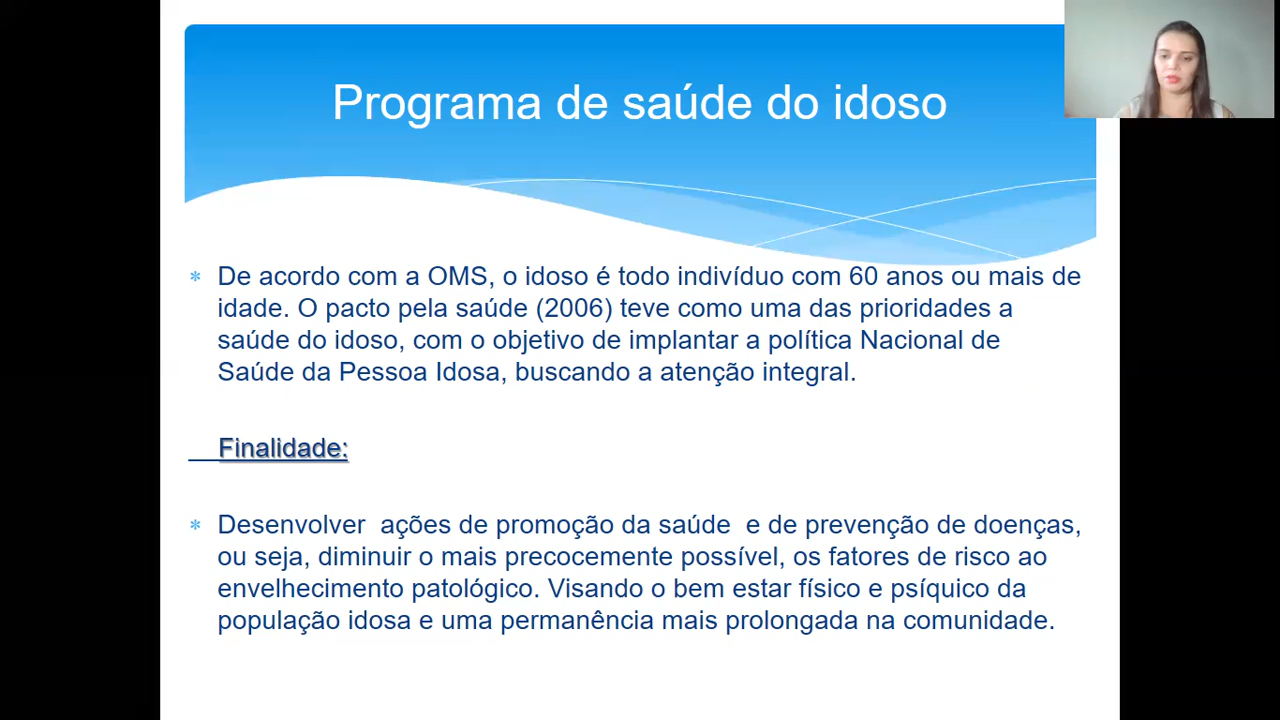 Programa de saúde do idoso
* De acordo com a OMS, o idoso é todo indivíduo com 60 anos ou mais de
idade. O pacto pela saúde (2006) teve como uma das prioridades a
saúde do idoso, com o objetivo de implantar a política Nacional de
Saúde da Pessoa Idosa, buscando a atenção integral.
Finalidade:
* Desenvolver  ações de promoção da saúde  e de prevenção de doenças,
ou seja, diminuir o mais precocemente possível, os fatores de risco ao
envelhecimento patológico. Visando o bem estar físico e psíquico da
população idosa e uma permanência mais prolongada na comunidade.